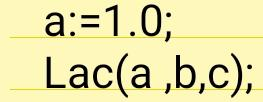 a:=1.0;
Lac(a ,b,c);